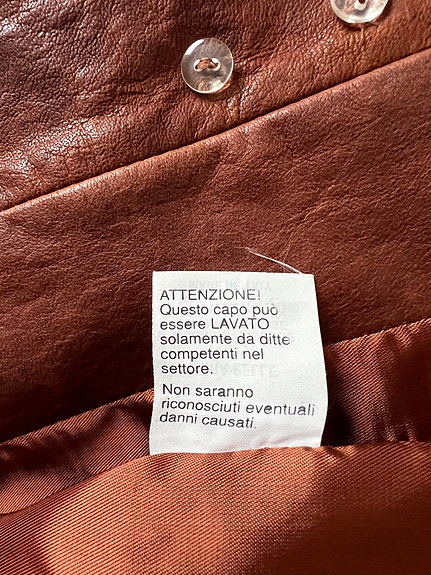 ATTENZIONE!
Questo capo può
essere LAVATO
solamente da ditte
competenti nel
settore.
Non saranno
riconosciuti eventuali
danni causati.